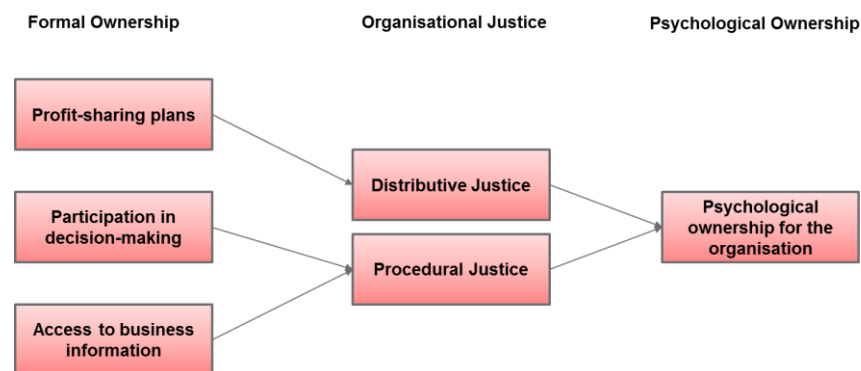 Formal Ownership
Organisational Justice
Psychological Ownership
Profit-sharing plans
Participation in
decision-making
Access to business
information
Distributive Justice
Procedural Justice
Psychological
ownership for the
organisation